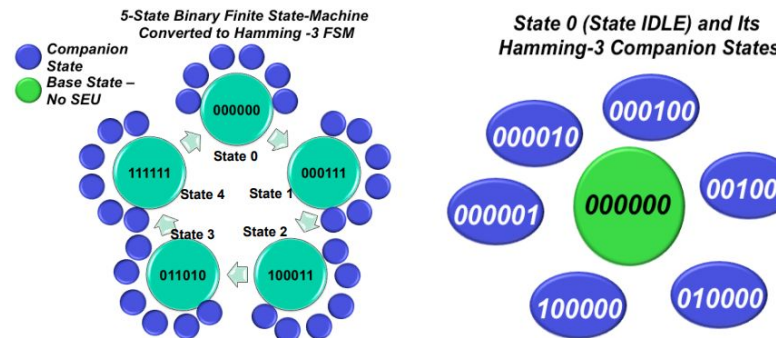 5-State Binary Finite State-Machine
Converted to Hamming -3 FSM
Companion
State
Base State –
No SEU
000000
State 0
111111
000111
State 4
State 1
State 3
State 2
011010
100011
State 0 (State IDLE) and Its
Hamming-3 Companion States
000100
000010
00100
000001
000000
100000
010000